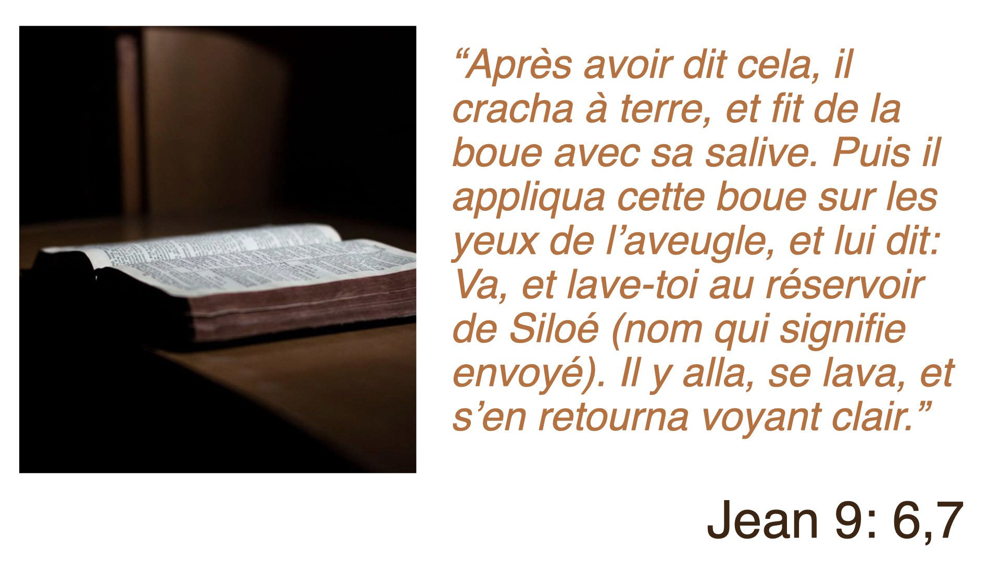 “Après avoir dit cela, il
cracha à terre, et fit de la
boue avec sa salive. Puis il
appliqua cette boue sur les
yeux de l’aveugle, et lui dit:
Va, et lave-toi au réservoir
de Siloé (nom qui signifie
envoyé). Il y alla, se lava, et
s’en retourna voyant clair.”
Jean 9: 6,7